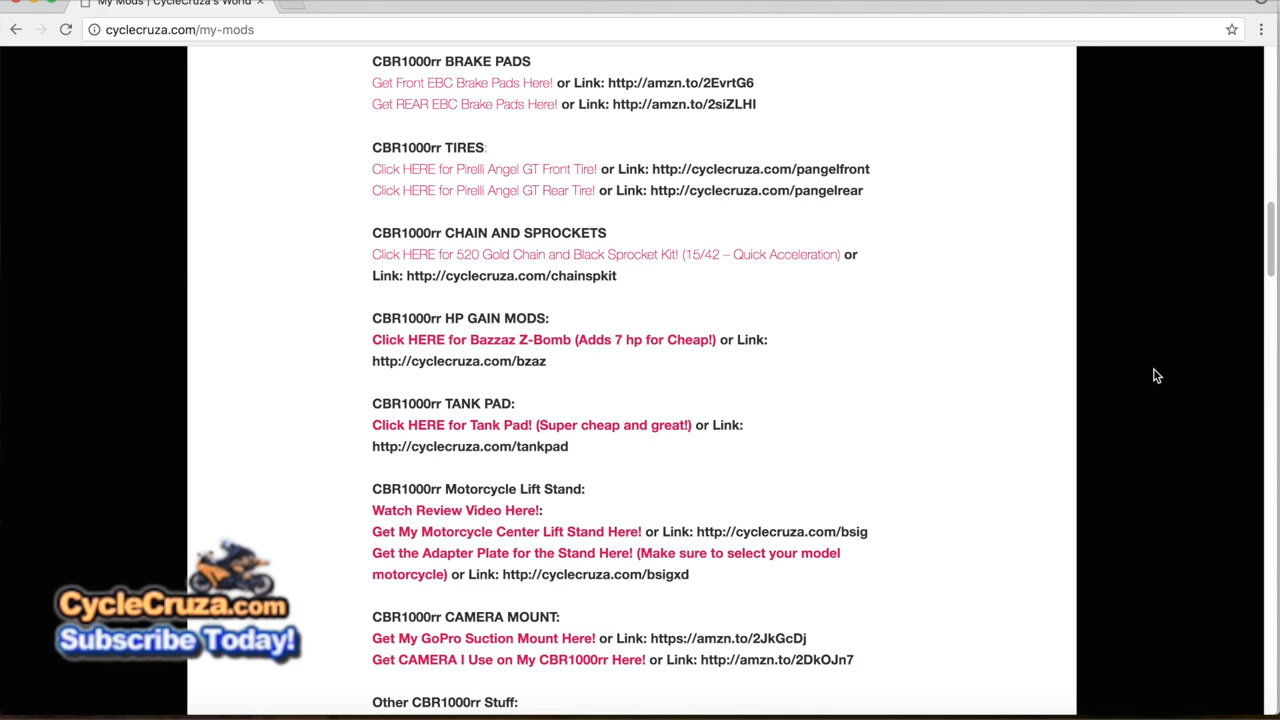 My Mods | CycleCruza's World
cyclecruza.com/my-mods
CBR1000rr BRAKE PADS
Get Front EBC Brake Pads Here! or Link: http://amzn.to/2EvrtG6
Get REAR EBC Brake Pads Here! or Link: http://amzn.to/2siZLHI
CBR1000rr TIRES:
Click HERE for Pirelli Angel GT Front Tire! or Link: http://cyclecruza.com/pangelfront
Click HERE for Pirelli Angel GT Rear Tire! or Link: http://cyclecruza.com/pangelrear
CBR1000rr CHAIN AND SPROCKETS
Click HERE for 520 Gold Chain and Black Sprocket Kit! (15/42 – Quick Acceleration) or
Link: http://cyclecruza.com/chainspkit
CBR1000rr HP GAIN MODS:
Click HERE for Bazzaz Z-Bomb (Adds 7 hp for Cheap!) or Link:
http://cyclecruza.com/bzaz
CBR1000rr TANK PAD:
Click HERE for Tank Pad! (Super cheap and great!) or Link:
http://cyclecruza.com/tankpad
CBR1000rr Motorcycle Lift Stand:
Watch Review Video Here!:
Get My Motorcycle Center Lift Stand Here! or Link: http://cyclecruza.com/bsig
Get the Adapter Plate for the Stand Here! (Make sure to select your model
motorcycle) or Link: http://cyclecruza.com/bsigxd
CBR1000rr CAMERA MOUNT:
Get My GoPro Suction Mount Here! or Link: https://amzn.to/2JkGcDj
Get CAMERA I Use on My CBR1000rr Here! or Link: http://amzn.to/2DkOJn7
Other CBR1000rr Stuff:
CycleCruza.com
Subscribe Today!